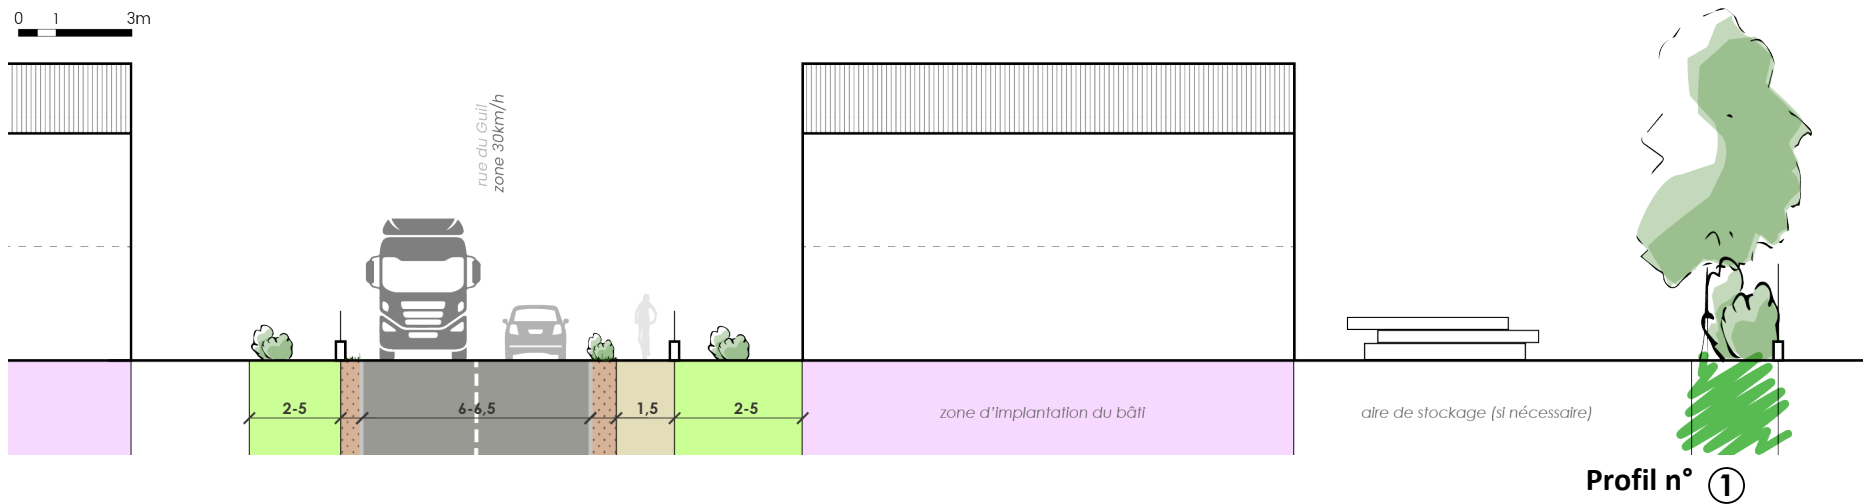 0 1 3m
rue du Guil
zone 30km/h
2-5
6-6,5
1,5
2-5
zone d'implantation du bâti
aire de stockage (si nécessaire)
Profil n° 1